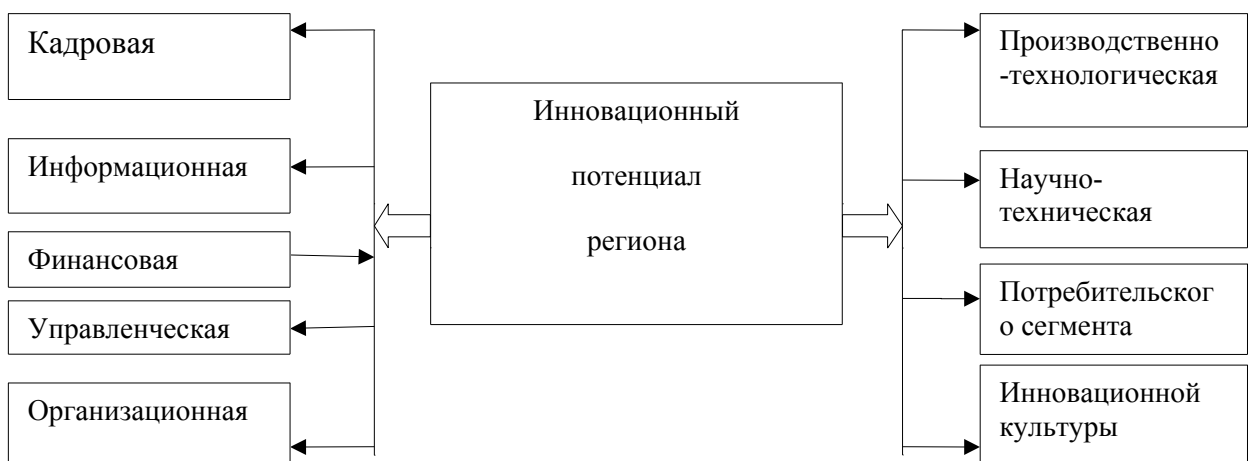 Кадровая
Информационная
Финансовая
Управленческая
Организационная
Инновационный
потенциал
региона
Производственно
-технологическая
Научно-
техническая
Потребительског
о сегмента
Инновационной
культуры